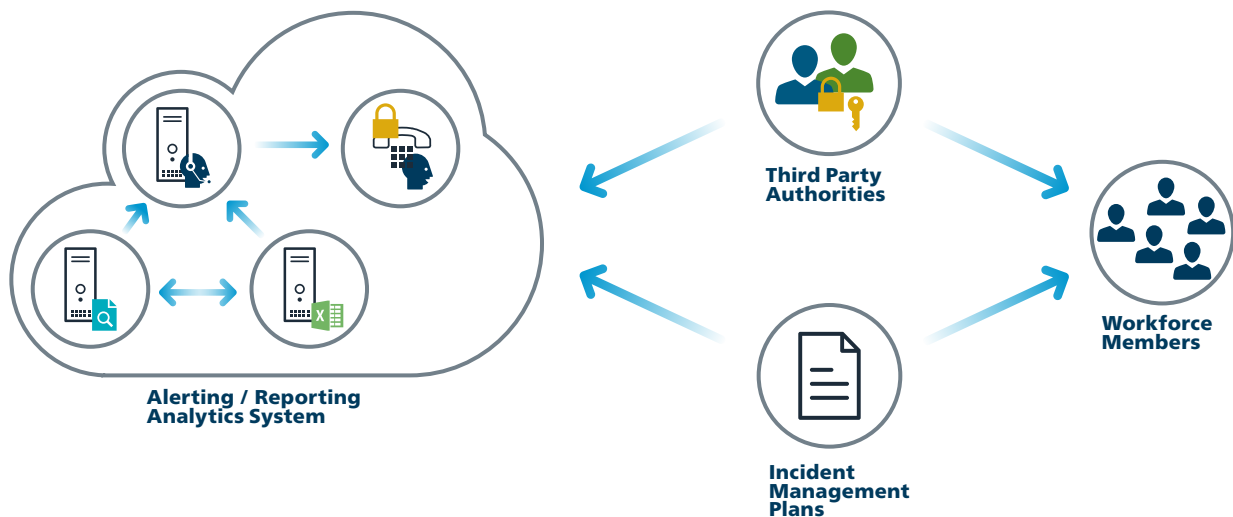 Third Party
Authorities
Workforce
Members
Alerting / Reporting
Analytics System
Incident
Management
Plans
X